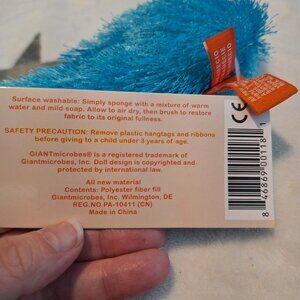 Surface washable: Simply sponge with a mixture of warm
water and mild soap. Allow to air dry, then brush to restore
fabric to its original fullness.
SAFETY PRECAUTION: Remove plastic hangtags and ribbons
before giving to a child under 3 years of age.
GIANTmicrobes® is a registered trademark of
Giantmicrobes, Inc. Doll design is copyrighted and
protected by international law.
All new material
Contents: Polyester fiber fill
Giantmicrobes, Inc. Wilmington, DE
REG.NO.PA-10411 (CN)
Made in China
CE
8 46869 00118 1